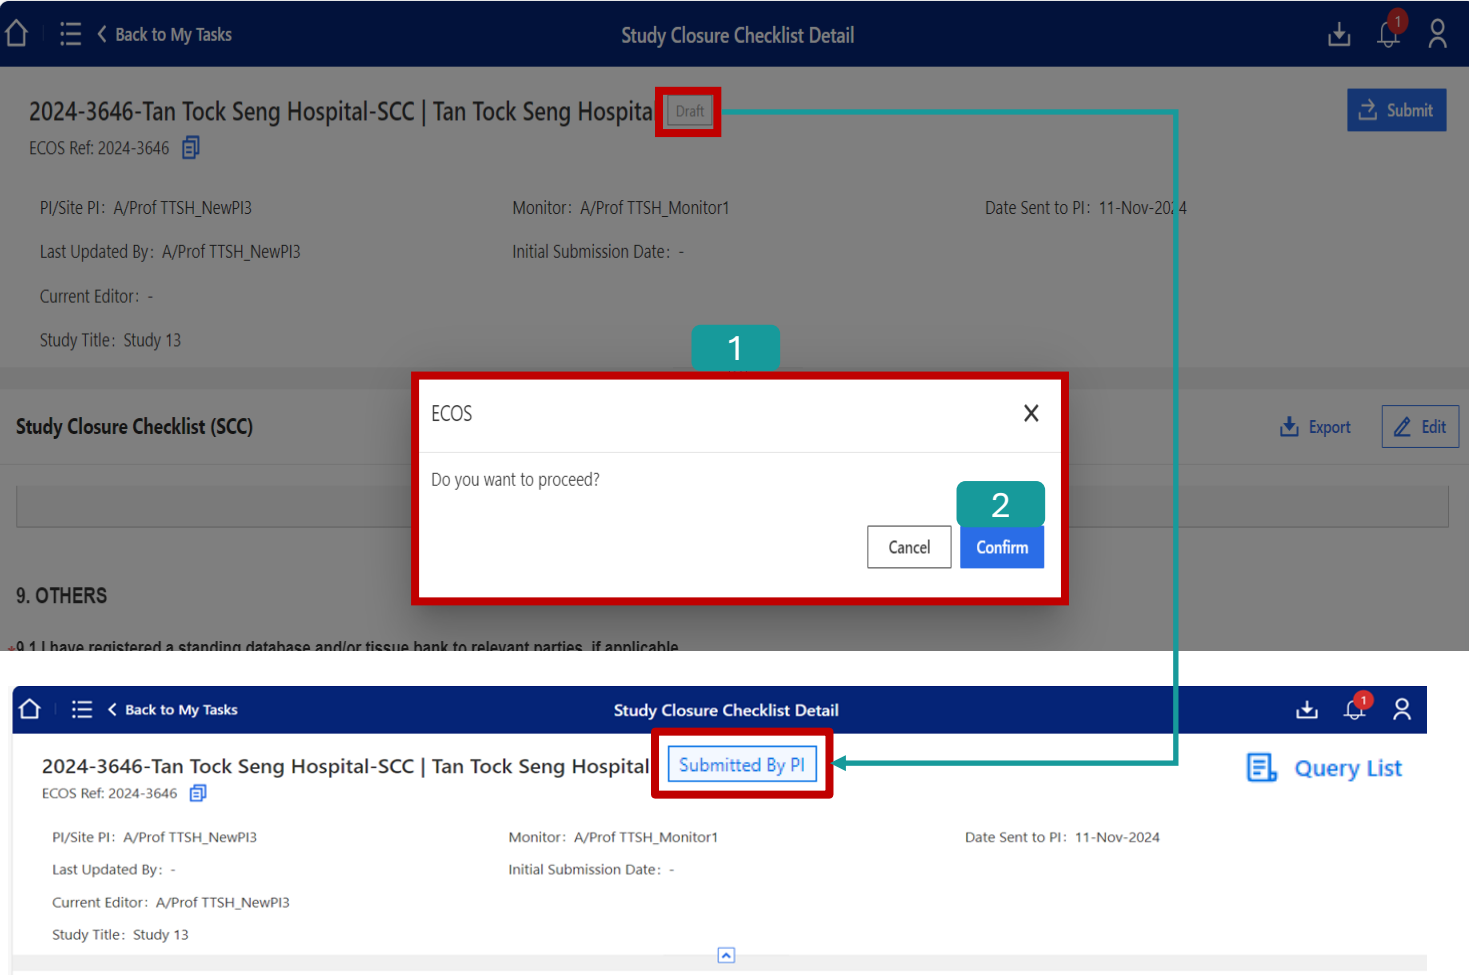 Back to My Tasks
Study Closure Checklist Detail
1
2024-3646-Tan Tock Seng Hospital-SCC | Tan Tock Seng Hospita
Draft
Submit
ECOS Ref: 2024-3646
PI/Site PI: A/Prof TTSH_NewPI3
Monitor: A/Prof TTSH_Monitor1
Date Sent to PI: 11-Nov-2024
Last Updated By: A/Prof TTSH_NewPI3
Initial Submission Date: -
Current Editor: -
Study Title: Study 13
1
ECOS
X
Study Closure Checklist (SCC)
Export
Edit
Do you want to proceed?
2
Cancel
Confirm
9. OTHERS
*9.1 I have registered a standing database and/or tissue bank to relevant parties, if applicable.
Back to My Tasks
Study Closure Checklist Detail
1
2024-3646-Tan Tock Seng Hospital-SCC | Tan Tock Seng Hospital
Submitted By PI
Query List
ECOS Ref: 2024-3646
PI/Site PI: A/Prof TTSH_NewPI3
Monitor: A/Prof TTSH_Monitor1
Date Sent to PI: 11-Nov-2024
Last Updated By: -
Initial Submission Date: -
Current Editor: A/Prof TTSH_NewPI3
Study Title: Study 13